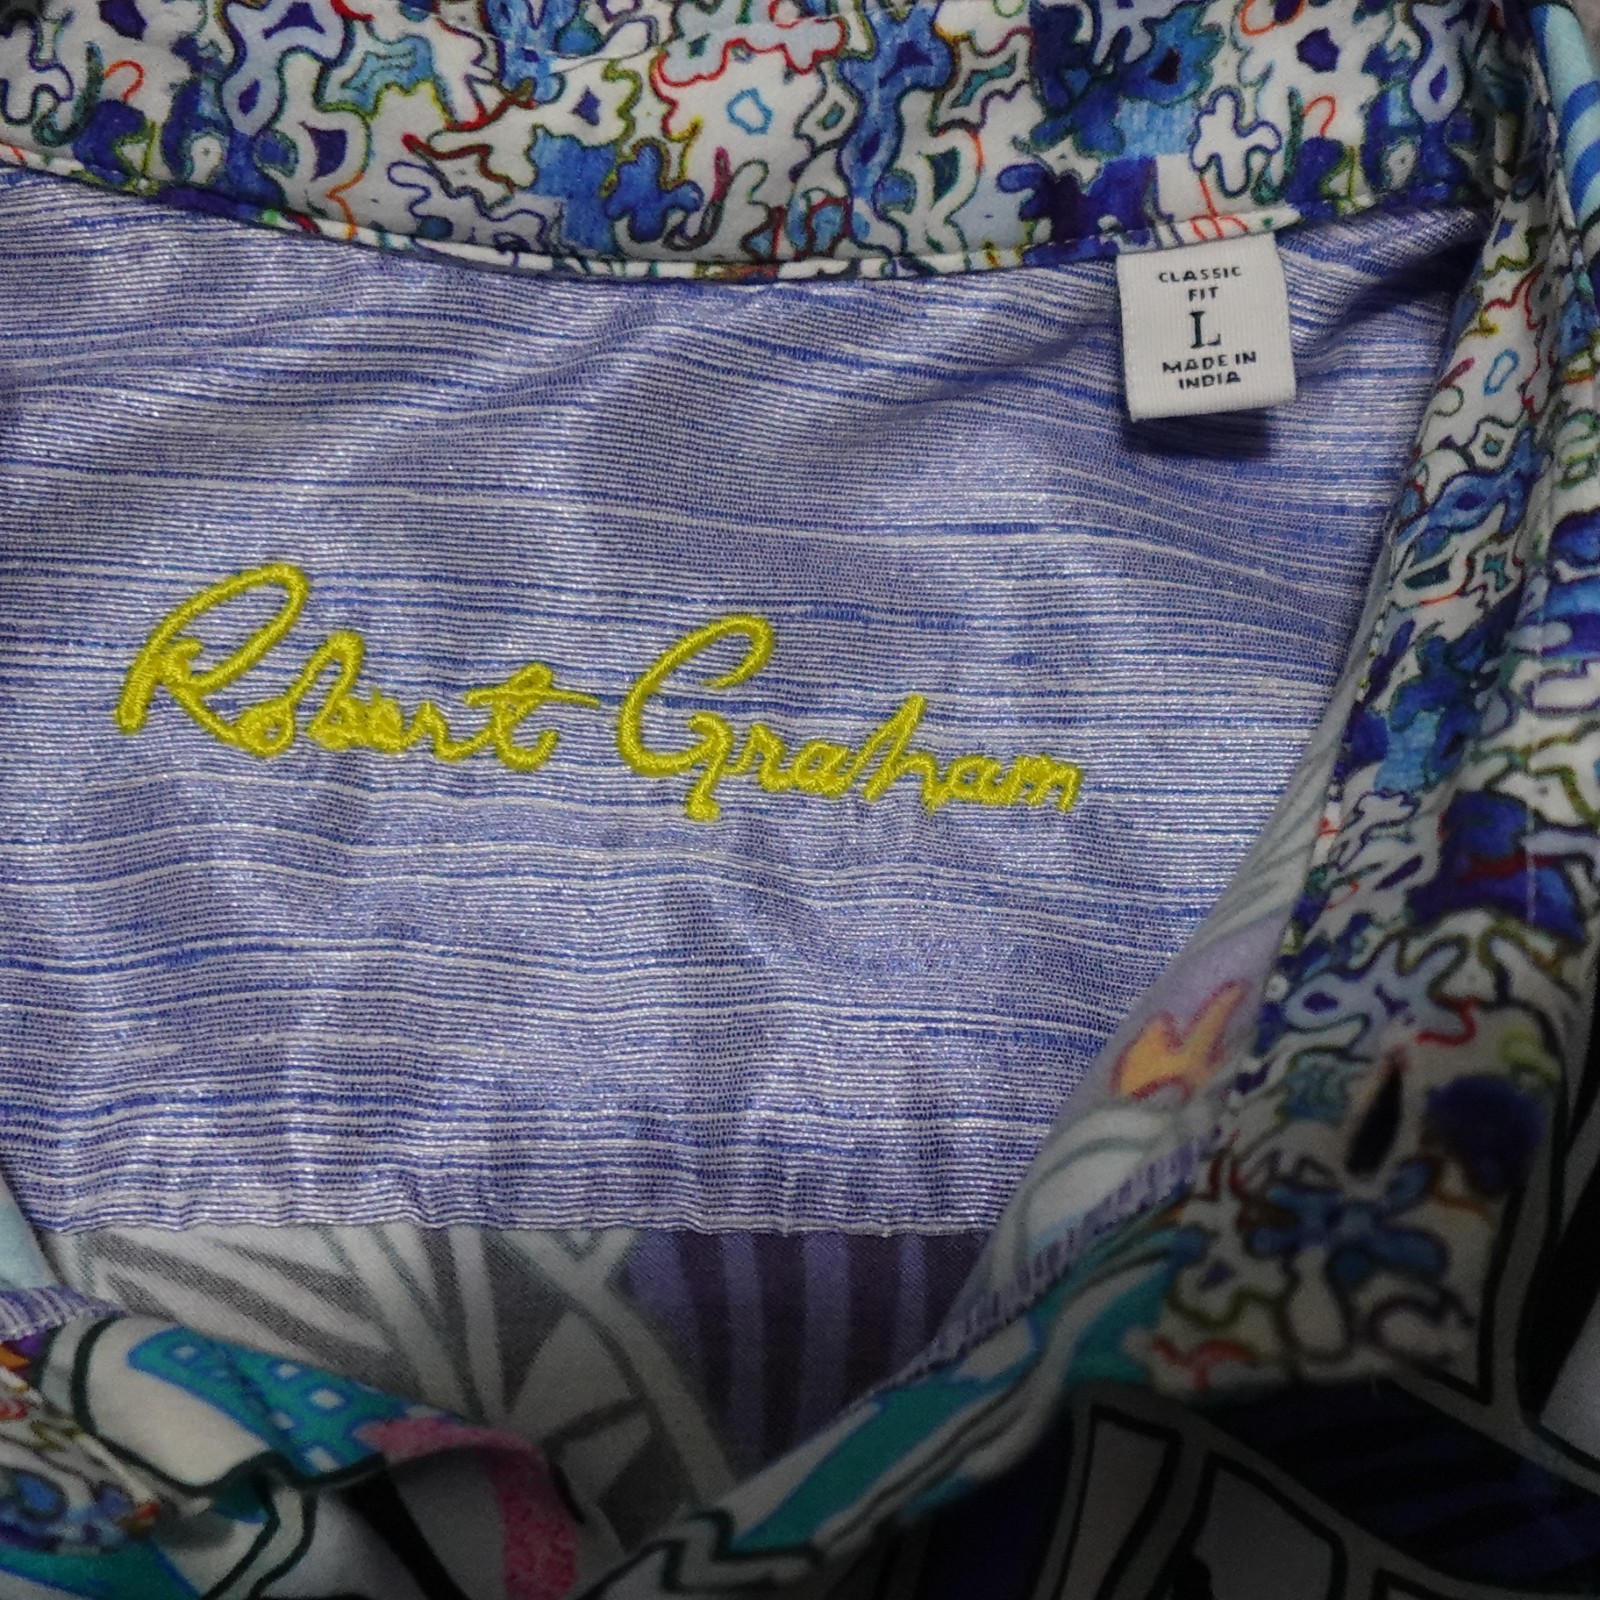 CLASSIC
FIT
L
MADE IN
INDIA
Robert Graham